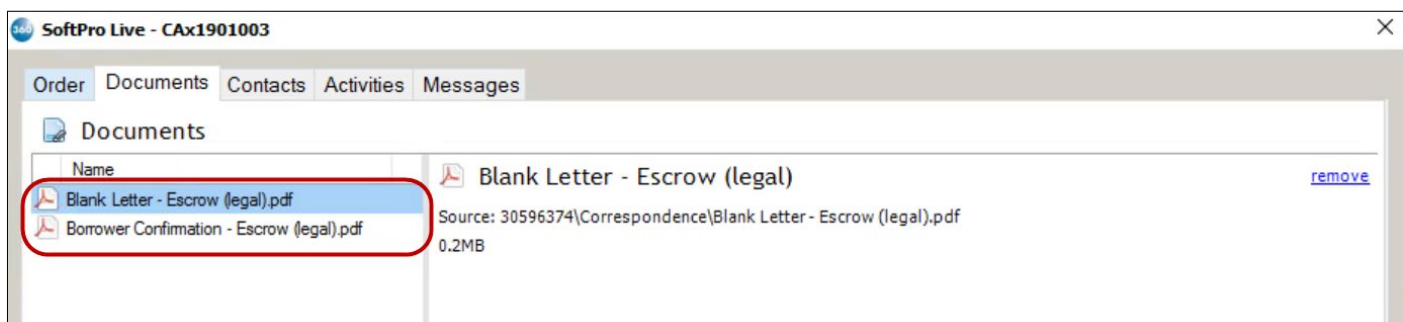 360 SoftPro Live - CAx1901003
Order Documents Contacts Activities Messages
Documents
Name
Blank Letter - Escrow (legal).pdf
Borrower Confirmation - Escrow (legal).pdf
Blank Letter - Escrow (legal)
remove
Source: 30596374\Correspondence\Blank Letter - Escrow (legal).pdf
0.2MB